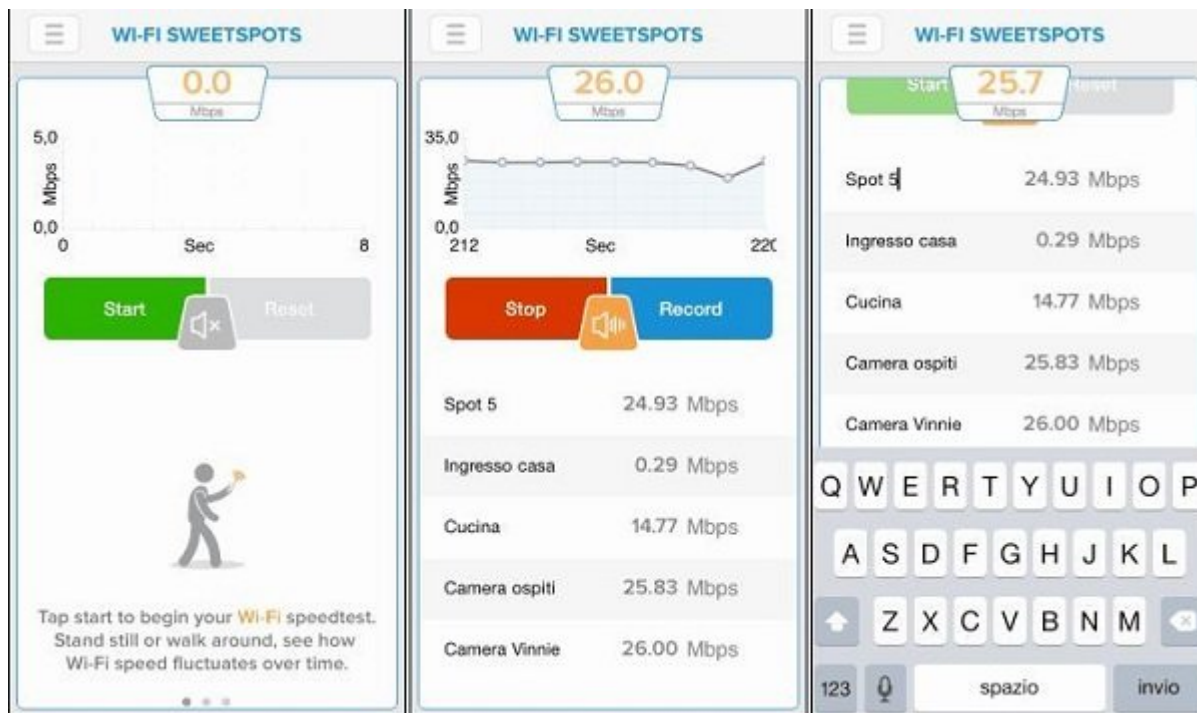 WI-FI SWEETSPOTS
0.0
Mbps
5,0
Mbps
0,0
0 Sec 8
Start Reset
Tap start to begin your Wi-Fi speedtest.
Stand still or walk around, see how
Wi-Fi speed fluctuates over time.
WI-FI SWEETSPOTS
26.0
Mbps
35,0
Mbps
0,0
212 Sec 220
Stop Record
Spot 5 24.93 Mbps
Ingresso casa 0.29 Mbps
Cucina 14.77 Mbps
Camera ospiti 25.83 Mbps
Camera Vinnie 26.00 Mbps
WI-FI SWEETSPOTS
Start 25.7 Reset
Mbps
Spot 5 24.93 Mbps
Ingresso casa 0.29 Mbps
Cucina 14.77 Mbps
Camera ospiti 25.83 Mbps
Camera Vinnie 26.00 Mbps
Q W E R T Y U I O P
A S D F G H J K L
Z X C V B N M
123 spazio invio